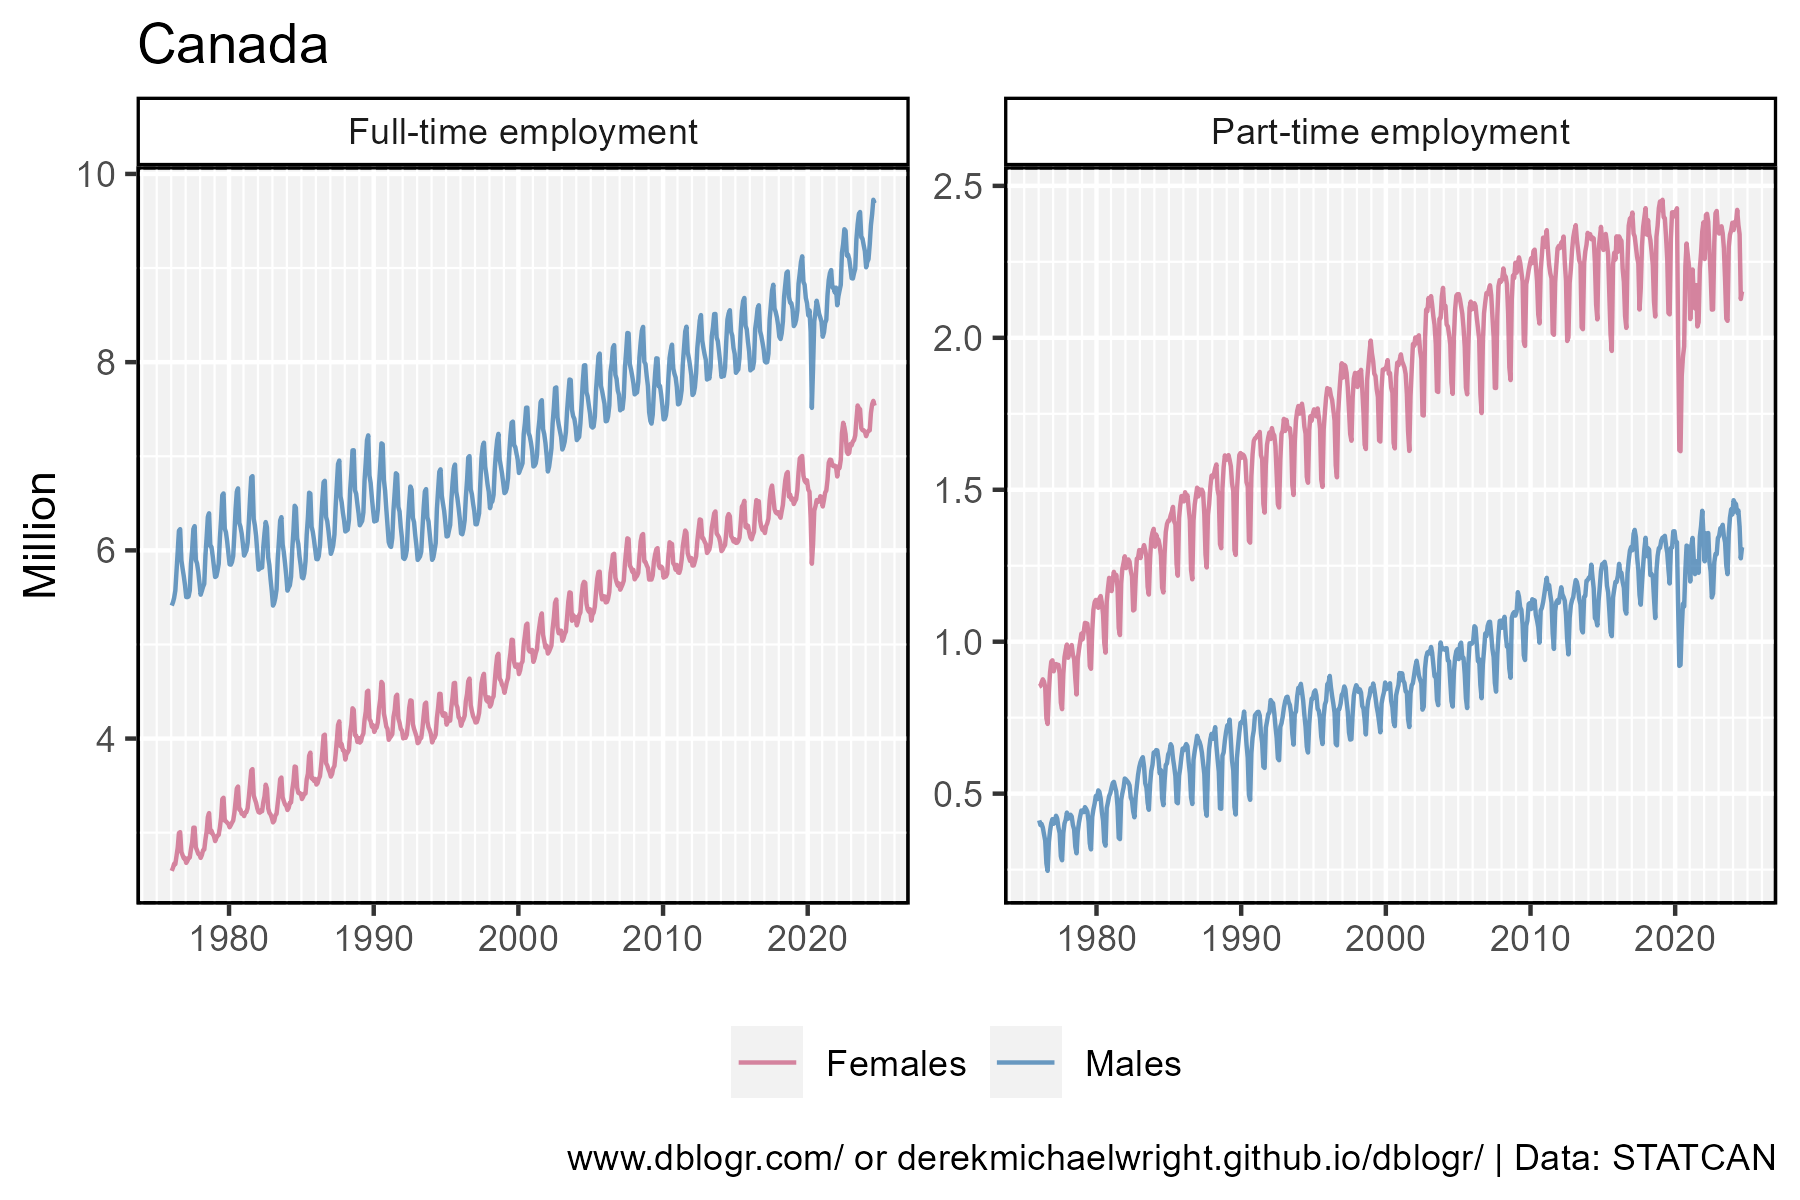 Canada
Full-time employment
Part-time employment
Million
10
8
6
4
2.5
2.0
1.5
1.0
0.5
1980 1990 2000 2010 2020
1980 1990 2000 2010 2020
Females Males
www.dblogr.com/ or derekmichaelwright.github.io/dblogr/ | Data: STATCAN